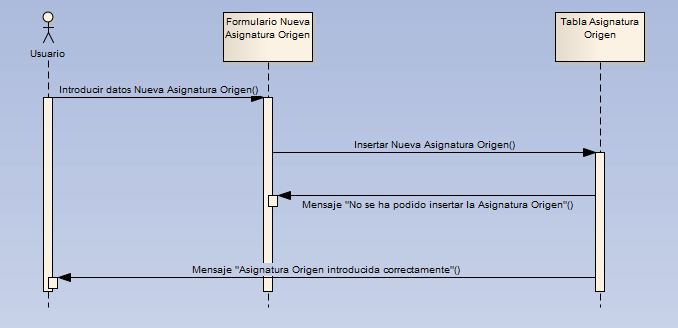 Formulario Nueva
Asignatura Origen
Tabla Asignatura
Origen
Usuario
Introducir datos Nueva Asignatura Origen()
Insertar Nueva Asignatura Origen()
Mensaje "No se ha podido insertar la Asignatura Origen"()
Mensaje "Asignatura Origen introducida correctamente"()